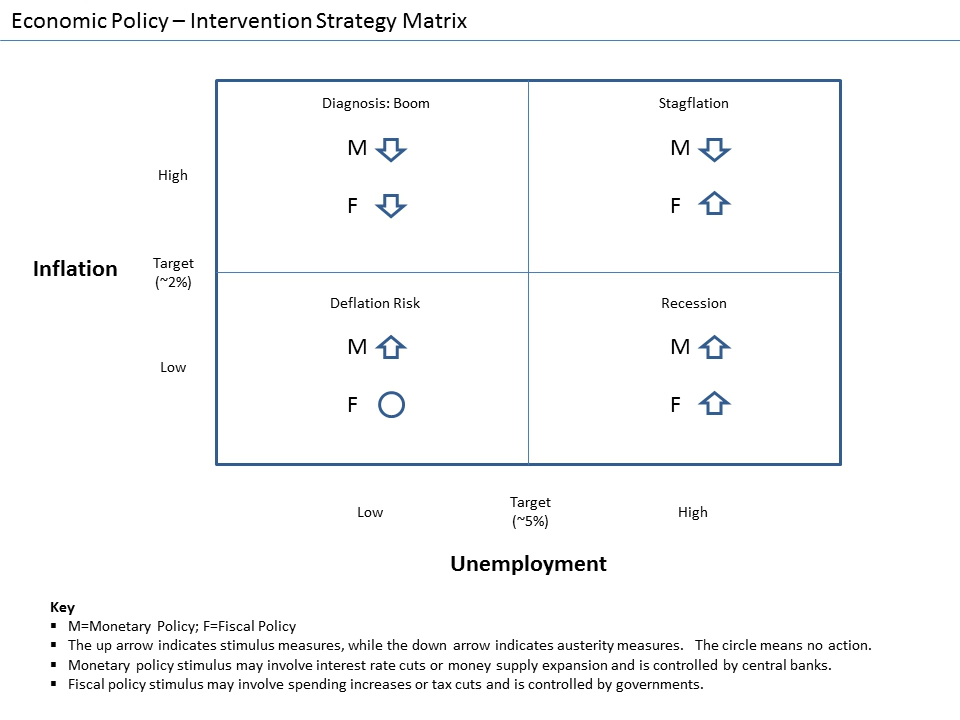 Economic Policy – Intervention Strategy Matrix
Diagnosis: Boom
Stagflation
M
M
High
F
F
Inflation
Target
(~2%)
Deflation Risk
Recession
M
M
Low
F
F
Low
Target
(~5%)
High
Unemployment
Key
▪ M=Monetary Policy; F=Fiscal Policy
▪ The up arrow indicates stimulus measures, while the down arrow indicates austerity measures. The circle means no action.
▪ Monetary policy stimulus may involve interest rate cuts or money supply expansion and is controlled by central banks.
▪ Fiscal policy stimulus may involve spending increases or tax cuts and is controlled by governments.